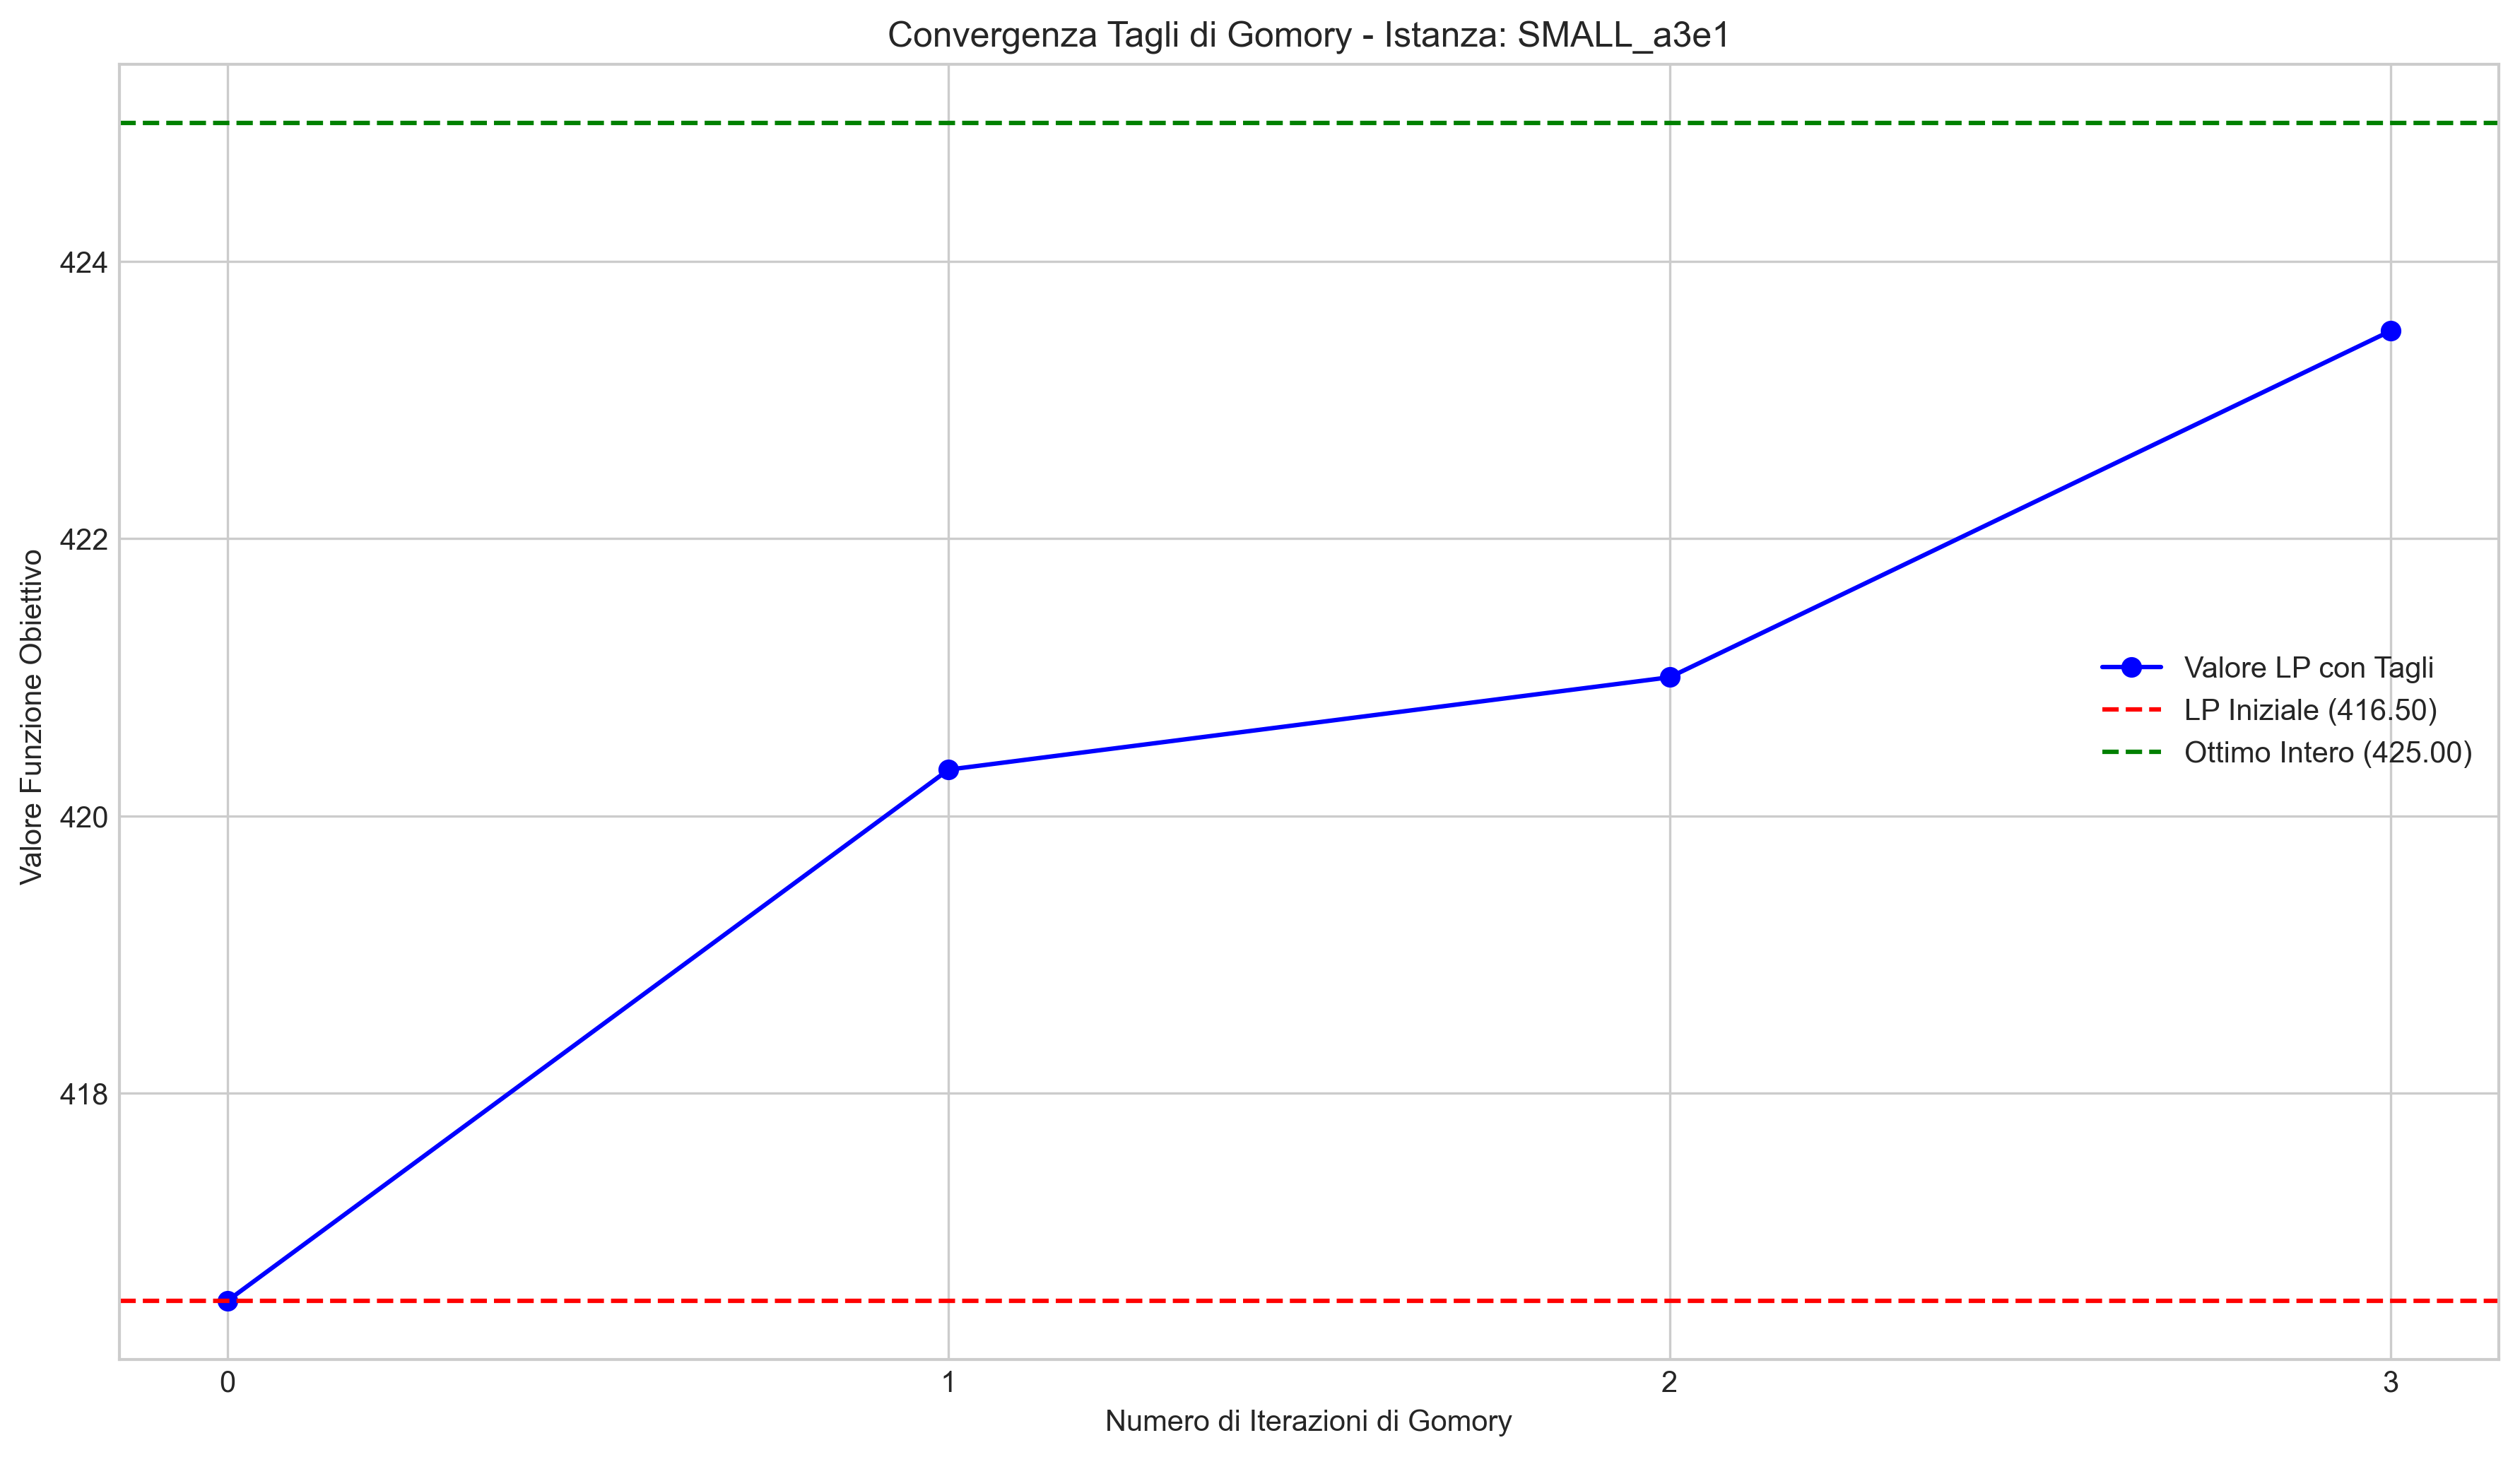 Convergenza Tagli di Gomory - Istanza: SMALL_a3e1
Valore Funzione Obiettivo
424
422
420
418
Valore LP con Tagli
LP Iniziale (416.50)
Ottimo Intero (425.00)
0
1
2
3
Numero di Iterazioni di Gomory